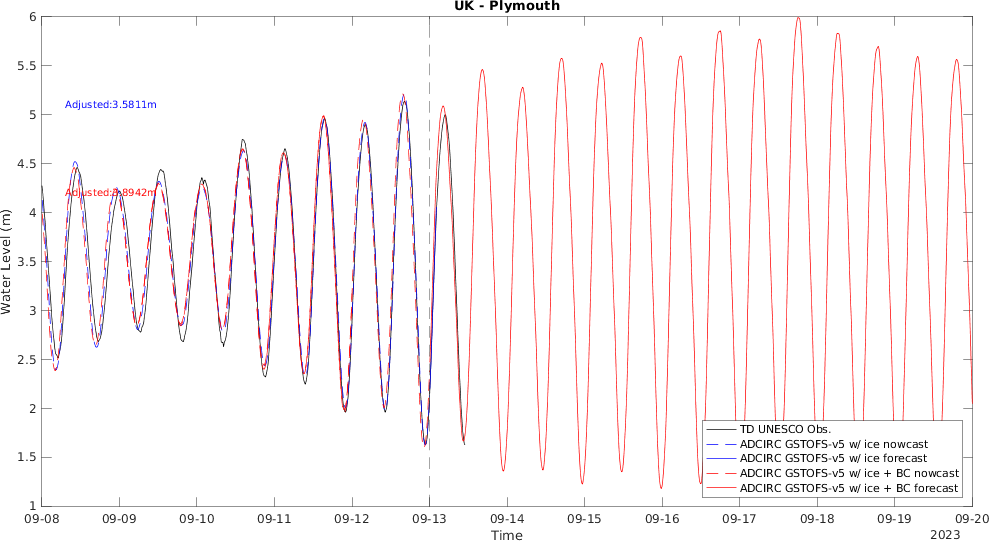 UK - Plymouth
6
5.5
5
4.5
4
3.5
3
2.5
2
1.5
1
Water Level (m)
Adjusted:3.5811m
Adjusted:3.8942m
TD UNESCO Obs.
ADCIRC GSTOFS-v5 w/ ice nowcast
ADCIRC GSTOFS-v5 w/ ice forecast
ADCIRC GSTOFS-v5 w/ ice + BC nowcast
ADCIRC GSTOFS-v5 w/ ice + BC forecast
09-08 09-09 09-10 09-11 09-12 09-13 09-14 09-15 09-16 09-17 09-18 09-19 09-20
Time
2023